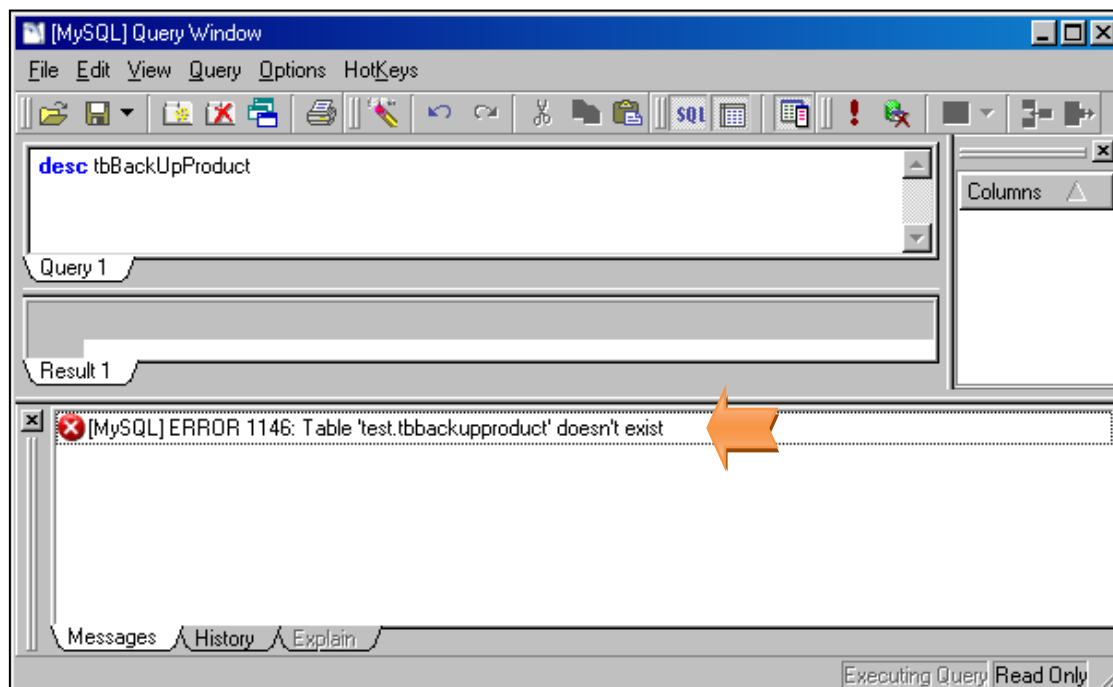 [MySQL] Query Window
File Edit View Query Options HotKeys
SQL
desc tbBackUpProduct
Columns
Query 1
Result 1
[MySQL] ERROR 1146: Table 'test.tbbackupproduct' doesn't exist
Messages History Explain
Executing Query Read Only